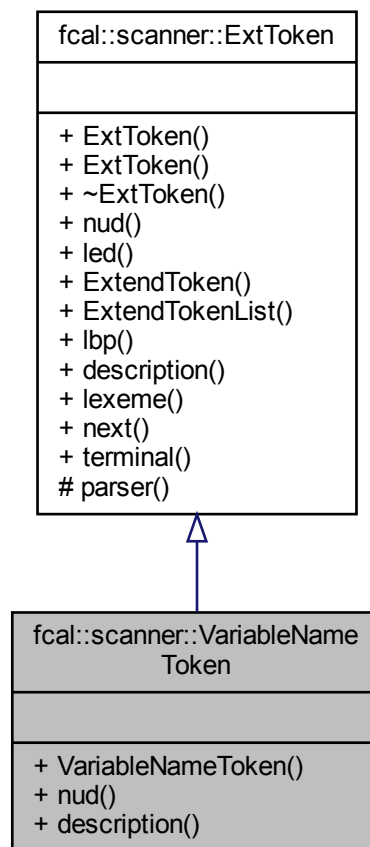 fcal::scanner::ExtToken
+ ExtToken()
+ ExtToken()
+ ~ExtToken()
+ nud()
+ led()
+ ExtendToken()
+ ExtendTokenList()
+ lbp()
+ description()
+ lexeme()
+ next()
+ terminal()
# parser()
fcal::scanner::VariableName
Token
+ VariableNameToken()
+ nud()
+ description()